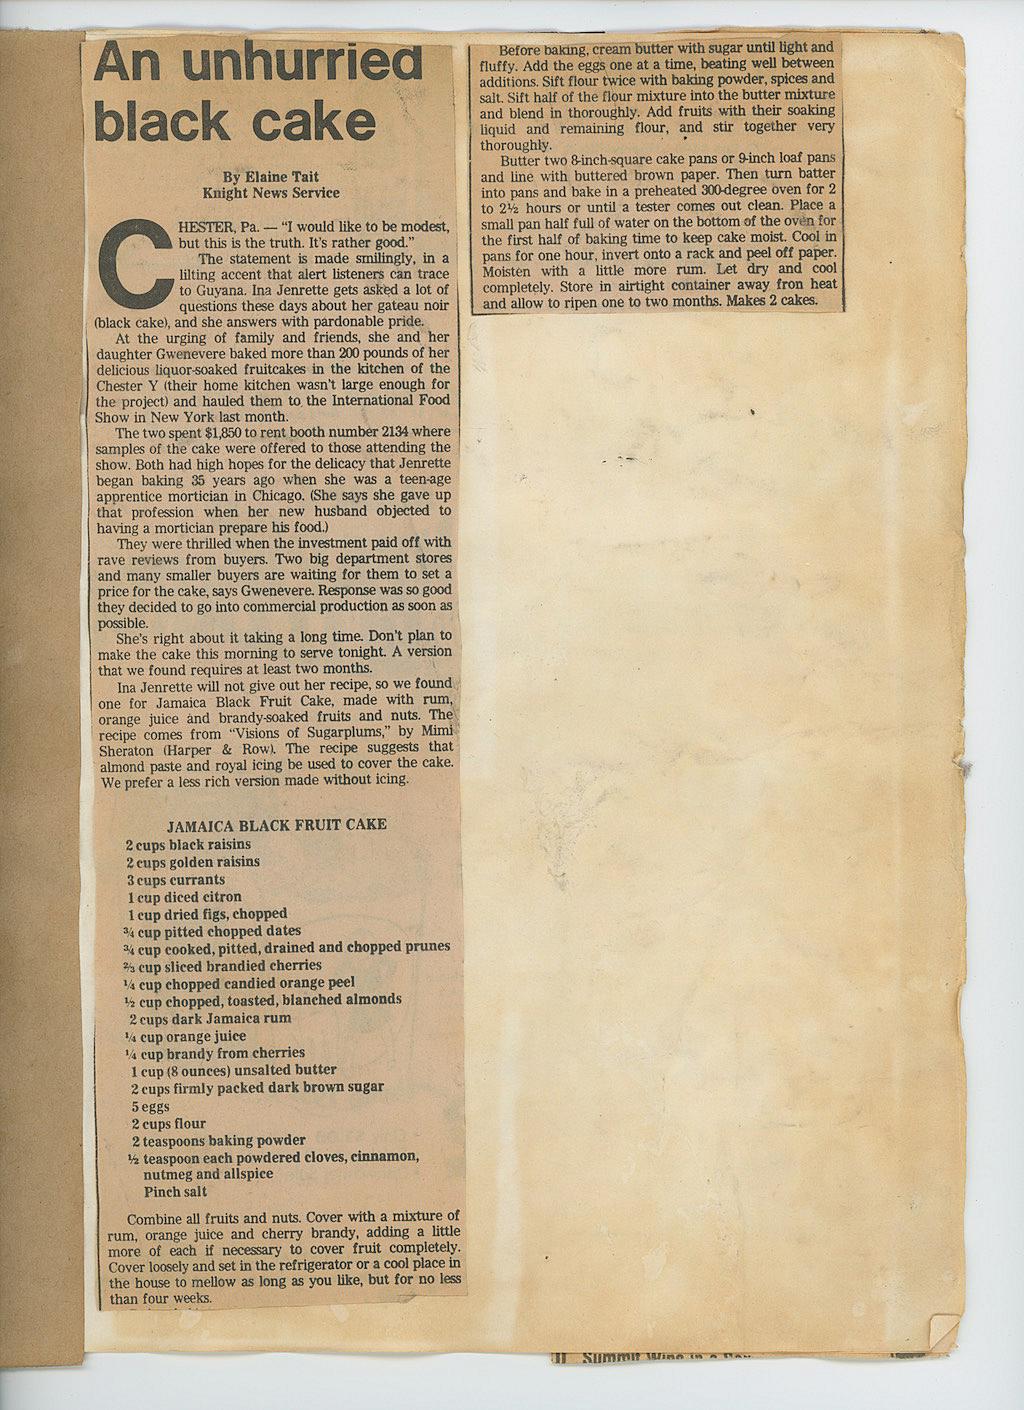 An unhurried
black cake
By Elaine Tait
Knight News Service
CHESTER, Pa. — “I would like to be modest,
but this is the truth. It’s rather good.”
The statement is made smilingly, in a
lilting accent that alert listeners can trace
to Guyana. Ina Jenrette gets asked a lot of
questions these days about her gateau noir
(black cake), and she answers with pardonable pride.
At the urging of family and friends, she and her
daughter Gwenevere baked more than 200 pounds of her
delicious liquor-soaked fruitcakes in the kitchen of the
Chester Y (their home kitchen wasn’t large enough for
the project) and hauled them to the International Food
Show in New York last month.
The two spent $1,850 to rent booth number 2134 where
samples of the cake were offered to those attending the
show. Both had high hopes for the delicacy that Jenrette
began baking 35 years ago when she was a teen-age
apprentice mortician in Chicago. (She says she gave up
that profession when her new husband objected to
having a mortician prepare his food.)
They were thrilled when the investment paid off with
rave reviews from buyers. Two big department stores
and many smaller buyers are waiting for them to set a
price for the cake, says Gwenevere. Response was so good
they decided to go into commercial production as soon as
possible.
She’s right about it taking a long time. Don’t plan to
make the cake this morning to serve tonight. A version
that we found requires at least two months.
Ina Jenrette will not give out her recipe, so we found
one for Jamaica Black Fruit Cake, made with rum,
orange juice and brandy-soaked fruits and nuts. The
recipe comes from “Visions of Sugarplums,” by Mimi
Sheraton (Harper & Row). The recipe suggests that
almond paste and royal icing be used to cover the cake.
We prefer a less rich version made without icing.
JAMAICA BLACK FRUIT CAKE
2 cups black raisins
2 cups golden raisins
3 cups currants
1 cup diced citron
1 cup dried figs, chopped
¾ cup pitted chopped dates
¾ cup cooked, pitted, drained and chopped prunes
⅔ cup sliced brandied cherries
¼ cup chopped candied orange peel
½ cup chopped, toasted, blanched almonds
2 cups dark Jamaica rum
¼ cup orange juice
¼ cup brandy from cherries
1 cup (8 ounces) unsalted butter
2 cups firmly packed dark brown sugar
5 eggs
2 cups flour
2 teaspoons baking powder
½ teaspoon each powdered cloves, cinnamon,
nutmeg and allspice
Pinch salt
Combine all fruits and nuts. Cover with a mixture of
rum, orange juice and cherry brandy, adding a little
more of each if necessary to cover fruit completely.
Cover loosely and set in the refrigerator or a cool place in
the house to mellow as long as you like, but for no less
than four weeks.
Before baking, cream butter with sugar until light and
fluffy. Add the eggs one at a time, beating well between
additions. Sift flour twice with baking powder, spices and
salt. Sift half of the flour mixture into the butter mixture
and blend in thoroughly. Add fruits with their soaking
liquid and remaining flour, and stir together very
thoroughly.
Butter two 8-inch-square cake pans or 9-inch loaf pans
and line with buttered brown paper. Then turn batter
into pans and bake in a preheated 300-degree oven for 2
to 2½ hours or until a tester comes out clean. Place a
small pan half full of water on the bottom of the oven for
the first half of baking time to keep cake moist. Cool in
pans for one hour, invert onto a rack and peel off paper.
Moisten with a little more rum. Let dry and cool
completely. Store in airtight container away fron heat
and allow to ripen one to two months. Makes 2 cakes.
Summit Wins in a